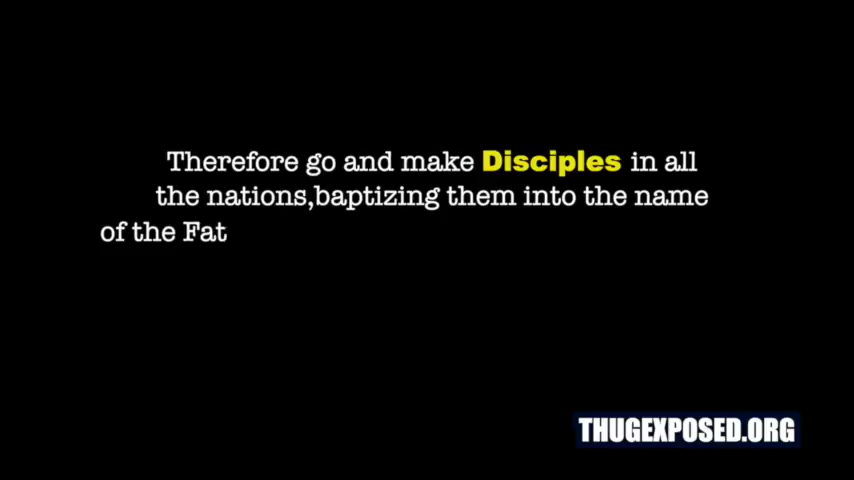 Therefore go and make Disciples in all
the nations,baptizing them into the name
of the Fat
THUGEXPOSED.ORG